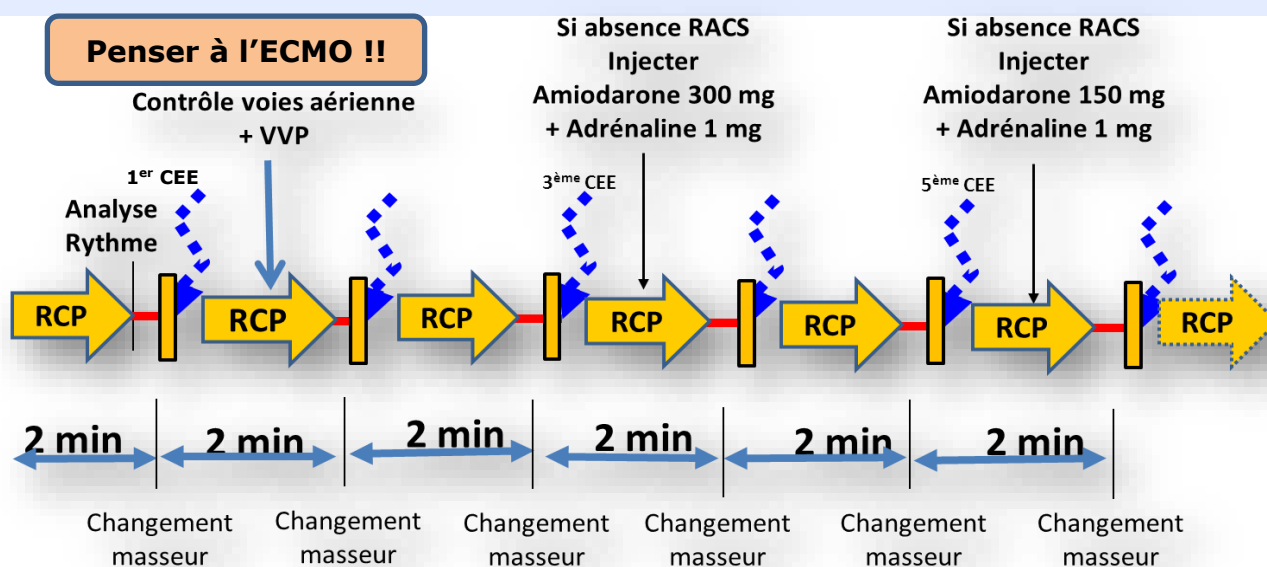 Penser à l’ECMO !!
Contrôle voies aérienne
+ VVP
Si absence RACS
Injecter
Amiodarone 300 mg
+ Adrénaline 1 mg
Si absence RACS
Injecter
Amiodarone 150 mg
+ Adrénaline 1 mg
1er CEE
3ème CEE
5ème CEE
Analyse
Rythme
RCP
RCP
RCP
RCP
RCP
RCP
RCP
2 min
2 min
2 min
2 min
2 min
2 min
Changement
masseur
Changement
masseur
Changement
masseur
Changement
masseur
Changement
masseur
Changement
masseur